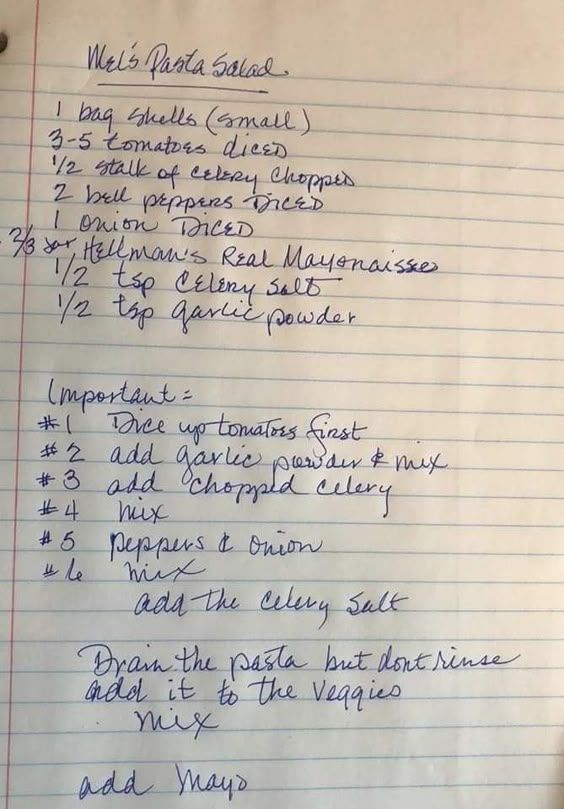 Mel's Pasta Salad
1 bag shells (small)
3-5 tomatoes diced
1/2 stalk of celery chopped
2 bell peppers Diced
1 onion Diced
2/3 jar Hellman's Real Mayonaisse
1/2 tsp Celery Salt
1/2 tsp garlic powder
Important =
#1 Dice up tomatoes first
#2 add garlic powder & mix
#3 add chopped celery
#4 mix
#5 peppers & onion
#6 mix
add the celery salt
Drain the pasta but dont rinse
add it to the veggies
mix
add Mayo